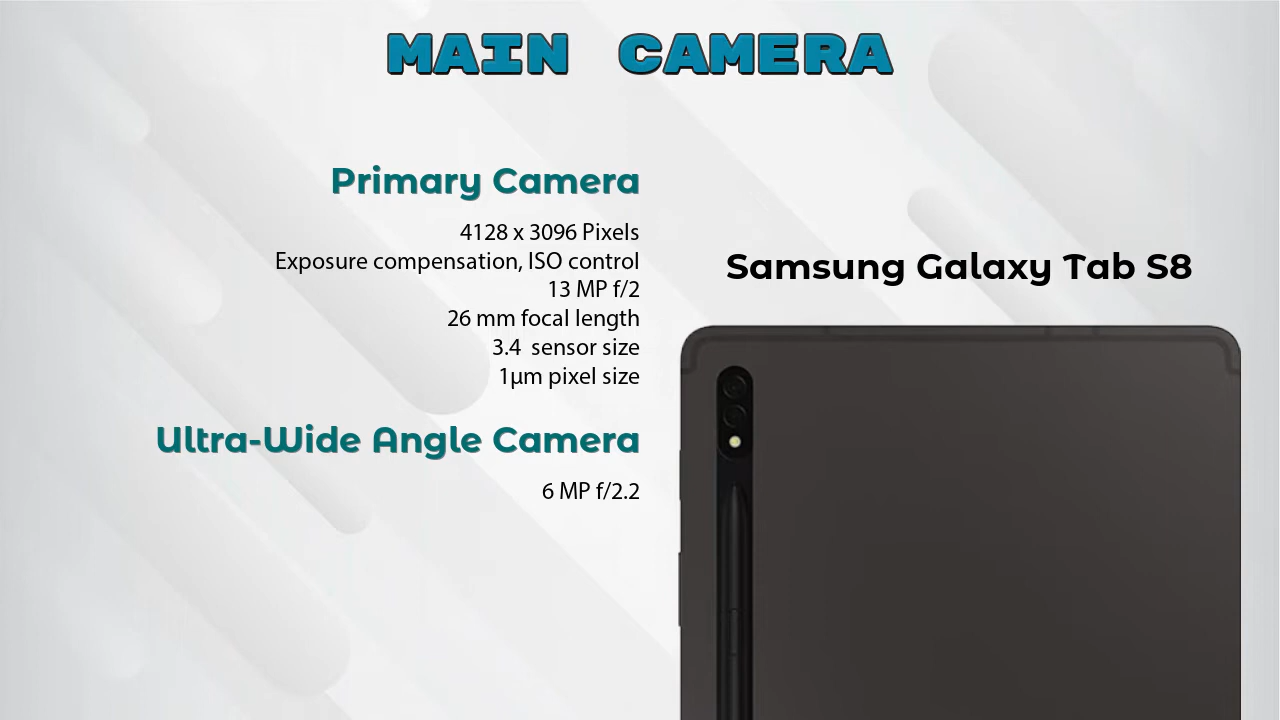 MAIN CAMERA
Primary Camera
4128 x 3096 Pixels
Exposure compensation, ISO control
13 MP f/2
26 mm focal length
3.4 sensor size
1µm pixel size
Ultra-Wide Angle Camera
6 MP f/2.2
Samsung Galaxy Tab S8